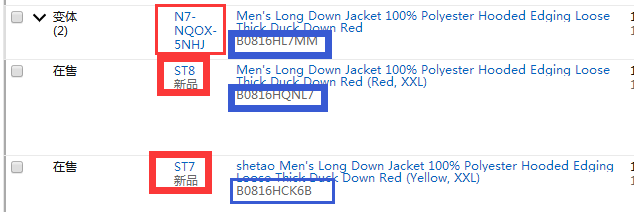 变体
(2)
N7-
NQOX-
5NHJ
Men's Long Down Jacket 100% Polyester Hooded Edging Loose
Thick Duck Down Red
B0816HL7MM
在售
ST8
新品
Men's Long Down Jacket 100% Polyester Hooded Edging Loose
Thick Duck Down Red (Red, XXL)
B0816HQNL7
在售
ST7
新品
shetao Men's Long Down Jacket 100% Polyester Hooded Edging
Loose Thick Duck Down Red (Yellow, XXL)
B0816HCK6B